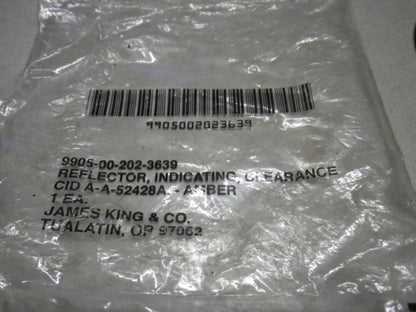 9905002023639
9905-00-202-3639
REFLECTOR, INDICATING, CLEARANCE
CID A-A-52428A - AMBER
1 EA.
JAMES KING & CO.
TUALATIN, OR 97062